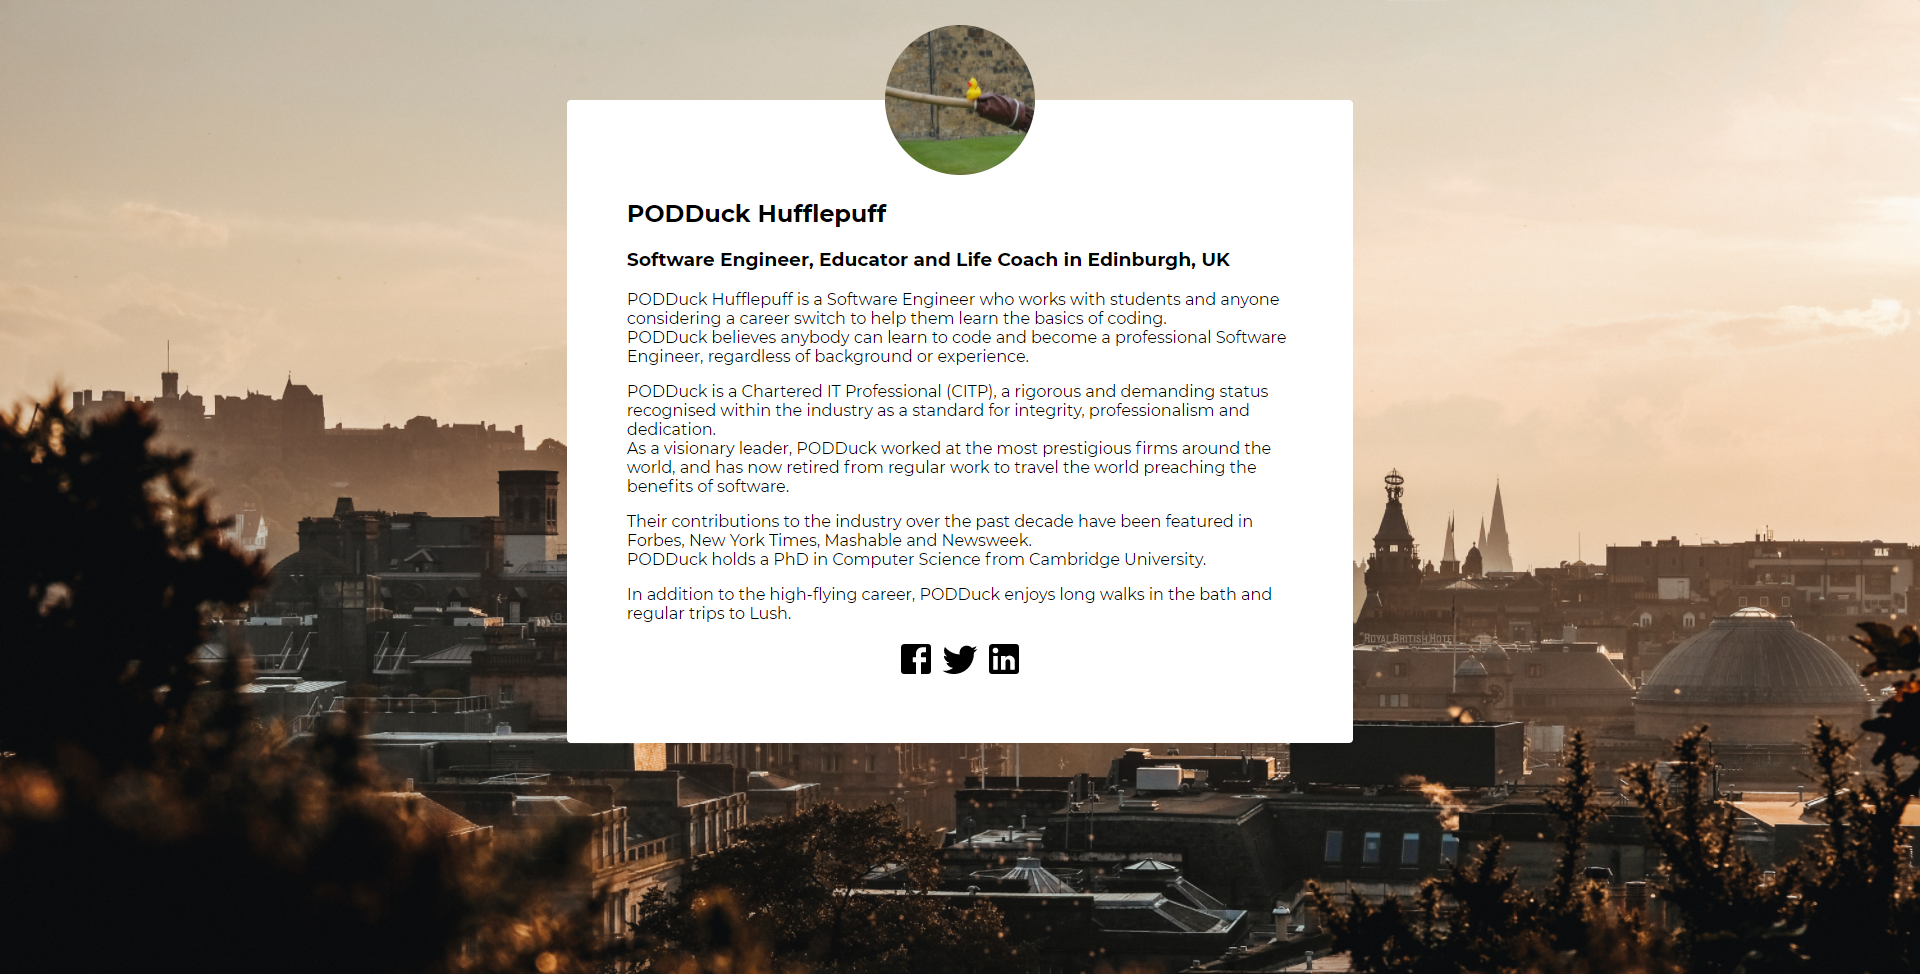 PODDuck Hufflepuff
Software Engineer, Educator and Life Coach in Edinburgh, UK
PODDuck Hufflepuff is a Software Engineer who works with students and anyone
considering a career switch to help them learn the basics of coding.
PODDuck believes anybody can learn to code and become a professional Software
Engineer, regardless of background or experience.
PODDuck is a Chartered IT Professional (CITP), a rigorous and demanding status
recognised within the industry as a standard for integrity, professionalism and
dedication.
As a visionary leader, PODDuck worked at the most prestigious firms around the
world, and has now retired from regular work to travel the world preaching the
benefits of software.
Their contributions to the industry over the past decade have been featured in
Forbes, New York Times, Mashable and Newsweek.
PODDuck holds a PhD in Computer Science from Cambridge University.
In addition to the high-flying career, PODDuck enjoys long walks in the bath and
regular trips to Lush.
ROYAL BRITISH HOTEL